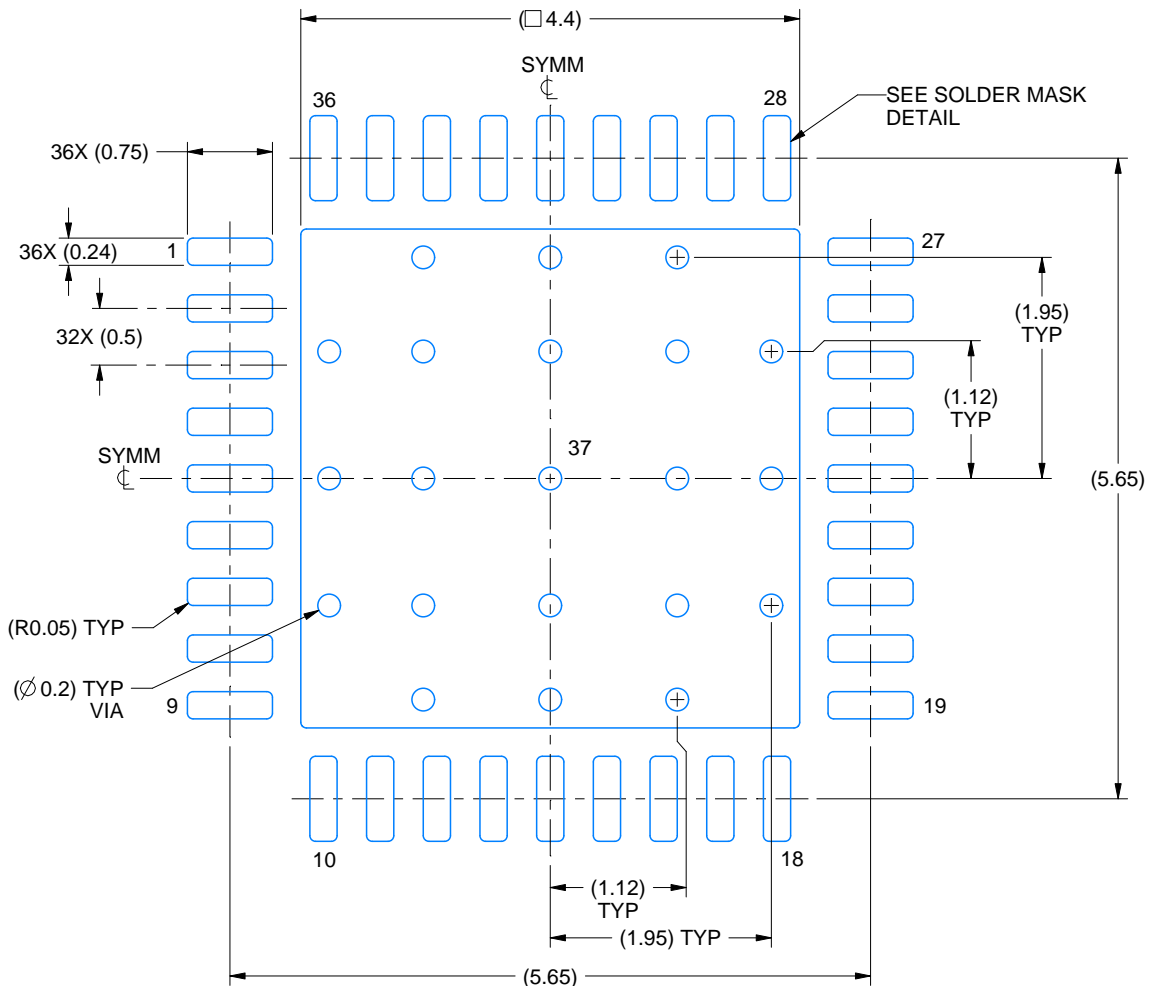 (□ 4.4)
SYMM
℄
36
28
SEE SOLDER MASK
DETAIL
36X (0.75)
36X (0.24)
1
27
32X (0.5)
(1.95)
TYP
(1.12)
TYP
37
SYMM
℄
(5.65)
(R0.05) TYP
(∅ 0.2) TYP
VIA
9
19
10
18
(1.12)
TYP
(1.95) TYP
(5.65)